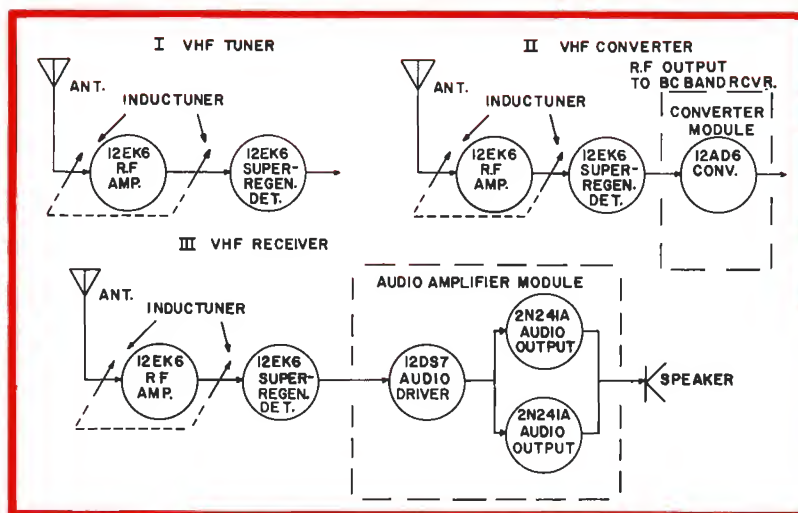 I VHF TUNER
ANT.
INDUCTUNER
12EK6
R.F
AMP.
12EK6
SUPER-
REGEN.
DET.
II VHF CONVERTER
R.F OUTPUT
TO BC BAND RCVR.
ANT.
INDUCTUNER
CONVERTER
MODULE
12EK6
R.F
AMP.
12EK6
SUPER-
REGEN.
DET.
12AD6
CONV.
III VHF RECEIVER
ANT.
INDUCTUNER
12EK6
R F
AMP.
12EK6
SUPER-
REGEN.
DET.
AUDIO AMPLIFIER MODULE
12DS7
AUDIO
DRIVER
2N241A
AUDIO
OUTPUT
2N241A
AUDIO
OUTPUT
SPEAKER